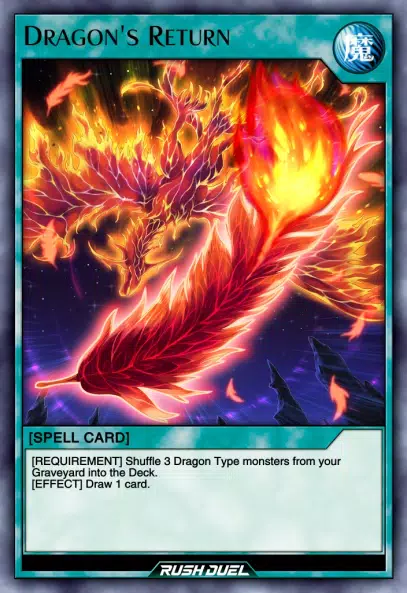 Dragon's Return
魔
[SPELL CARD]
[REQUIREMENT] Shuffle 3 Dragon Type monsters from your
Graveyard into the Deck.
[EFFECT] Draw 1 card.
RUSH DUEL